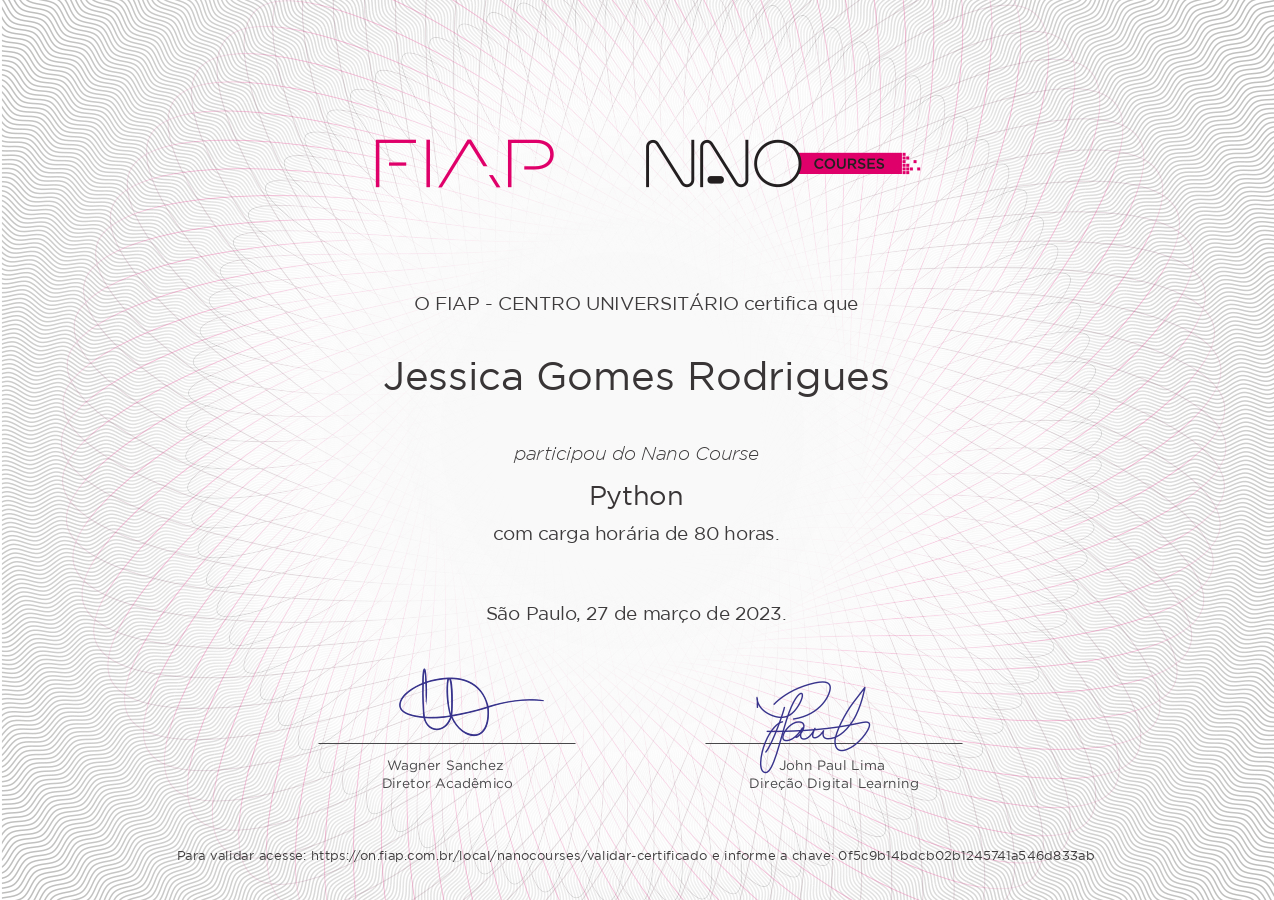 FIAP NANO COURSES
O FIAP - CENTRO UNIVERSITÁRIO certifica que
Jessica Gomes Rodrigues
participou do Nano Course
Python
com carga horária de 80 horas.
São Paulo, 27 de março de 2023.
Wagner Sanchez
Diretor Acadêmico
John Paul Lima
Direção Digital Learning
Para validar acesse: https://on.fiap.com.br/local/nanocourses/validar-certificado e informe a chave: 0f5c9b14bdcb02b1245741a546d833ab